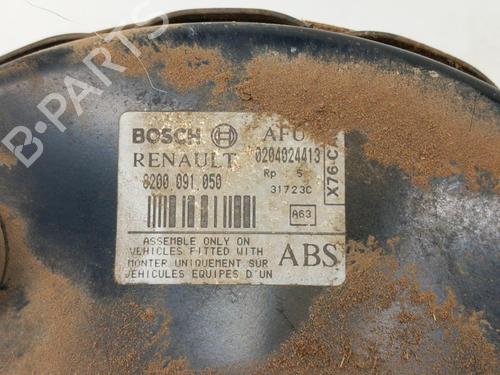 BOSCH AFU
RENAULT 0204024413
8200 091 050 Rp 5
31723C
X76-C
A63
ASSEMBLE ONLY ON
VEHICLES FITTED WITH
MONTER UNIQUEMENT SUR
VEHICULES EQUIPES D'UN
ABS
B-PARTS